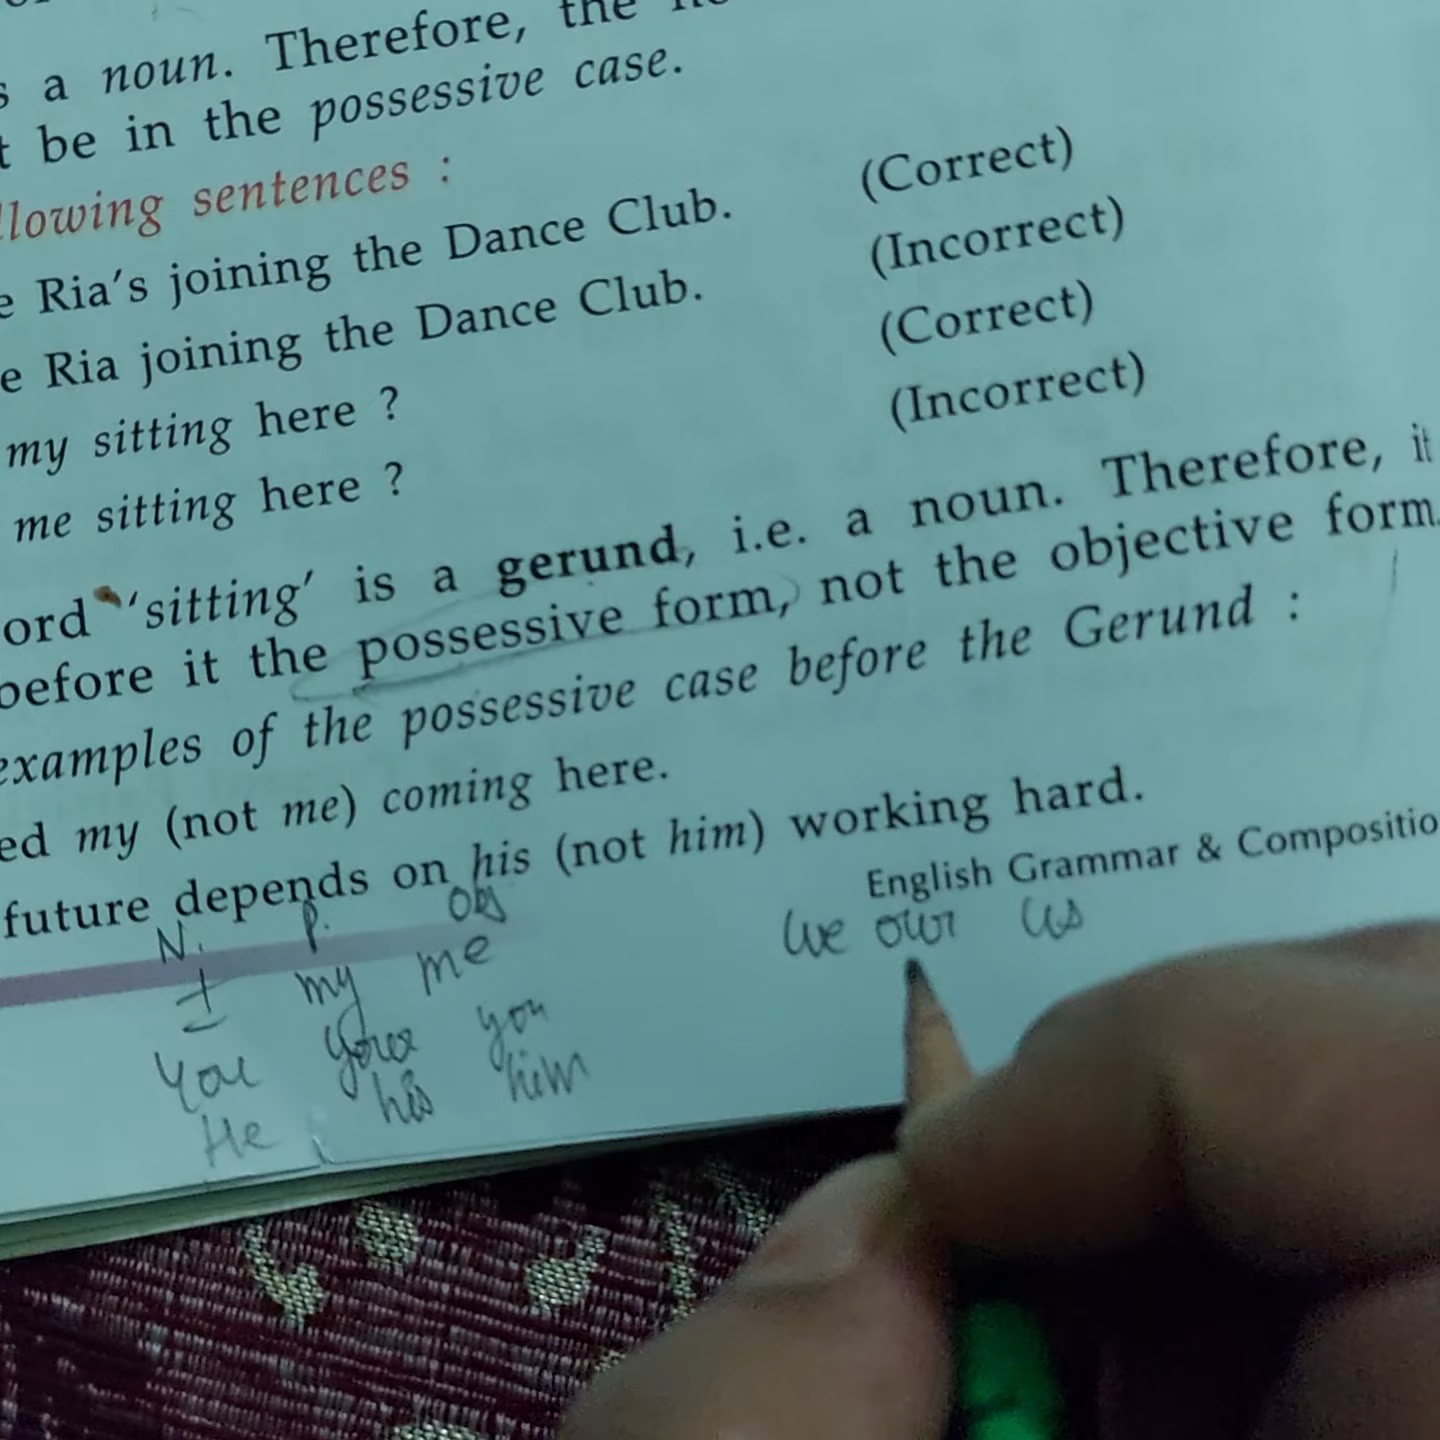 a noun. Therefore, the
be in the possessive case.
llowing sentences :
e Ria's joining the Dance Club. (Correct)
e Ria joining the Dance Club. (Incorrect)
my sitting here ? (Correct)
me sitting here ? (Incorrect)
ord 'sitting' is a gerund, i.e. a noun. Therefore, it
before it the possessive form, not the objective form.
examples of the possessive case before the Gerund :
ed my (not me) coming here.
future depends on his (not him) working hard.
English Grammar & Compositio
N. P. Obj
I my me
You your you
He his him
We our us